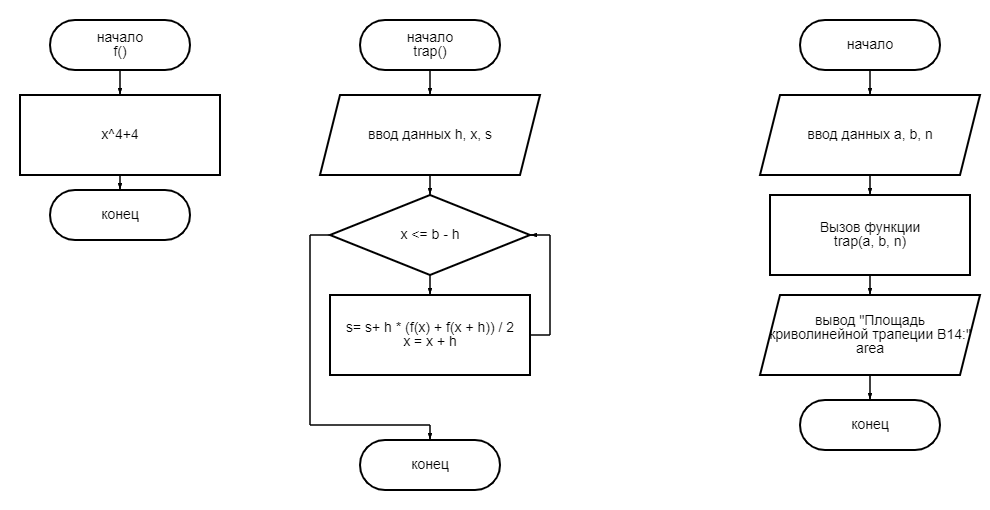 начало
f()
x^4+4
конец
начало
trap()
ввод данных h, x, s
x <= b - h
s= s+ h * (f(x) + f(x + h)) / 2
x = x + h
конец
начало
ввод данных a, b, n
Вызов функции
trap(a, b, n)
вывод "Площадь
криволинейной трапеции B14:"
area
конец